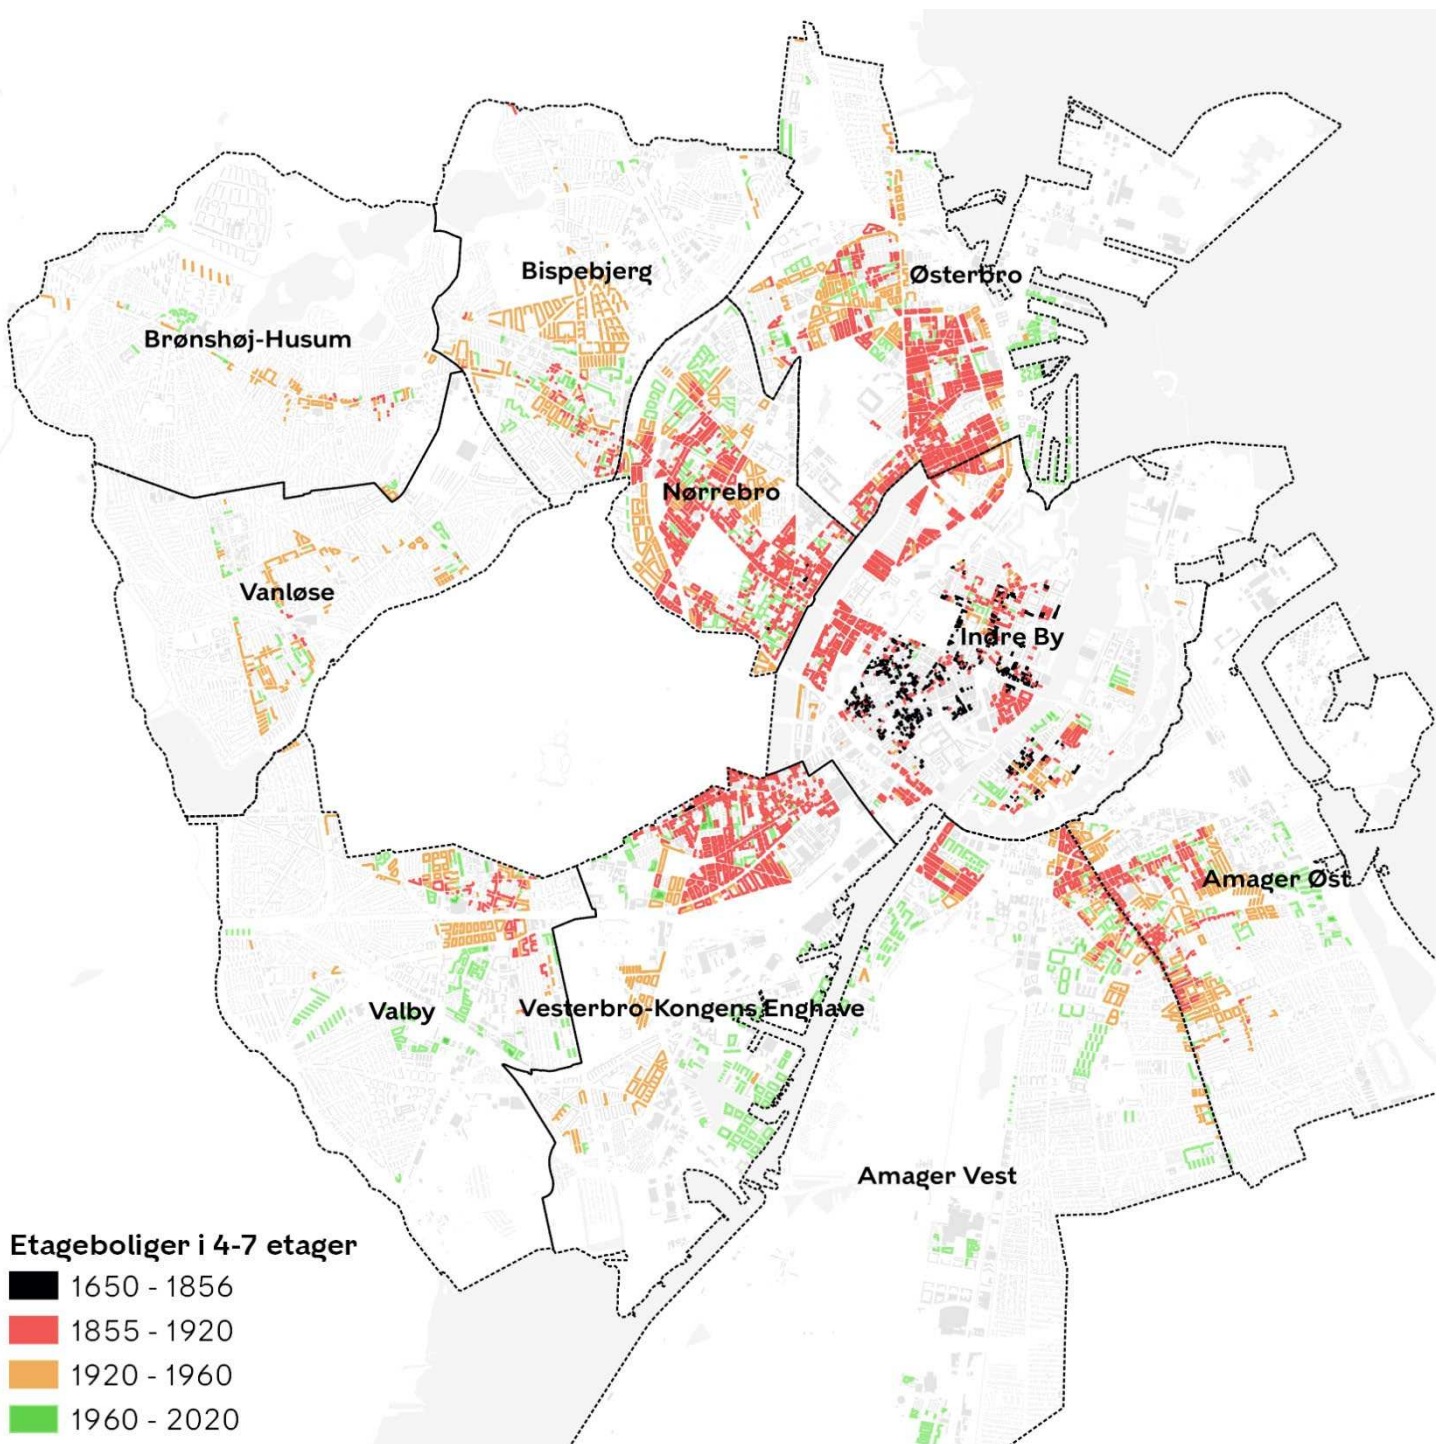 Bispebjerg
Østerbro
Brønshøj-Husum
Nørrebro
Vanløse
Indre By
Amager Øst
Valby
Vesterbro-Kongens Enghave
Amager Vest
Etageboliger i 4-7 etager
1650 - 1856
1855 - 1920
1920 - 1960
1960 - 2020